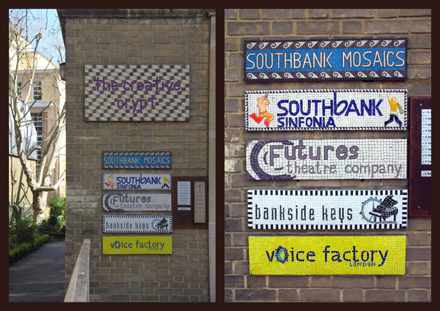 The creative
crypt
SOUTHBANK MOSAICS
SOUTHBANK
SINFONIA
Futures
theatre company
bankside keys
voice factory
SOUTHBANK MOSAICS
SOUTHBANK
SINFONIA
Futures
theatre company
bankside keys
voice factory